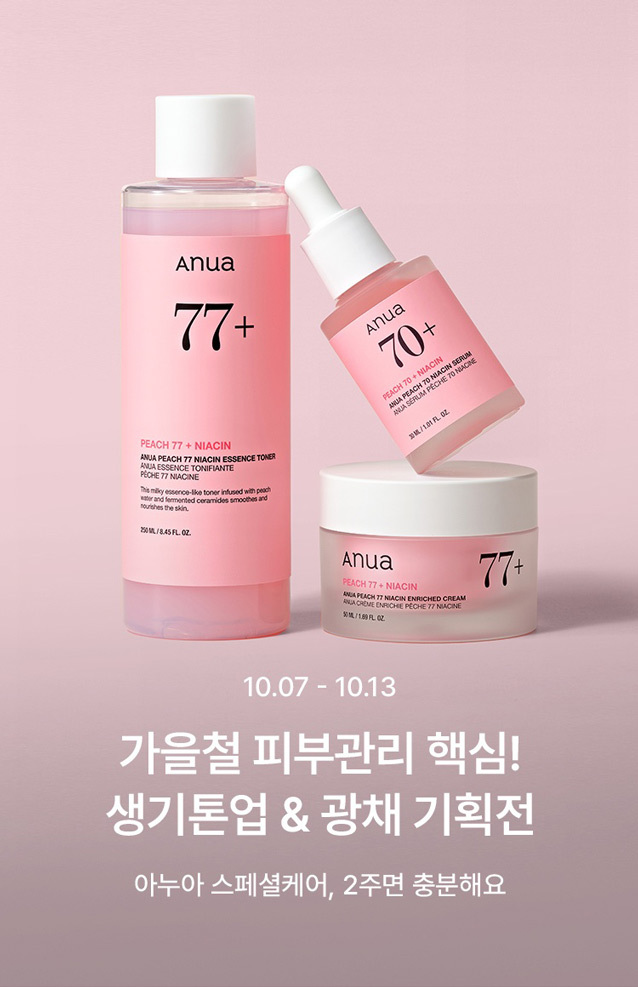 Anua
77+
PEACH 77 + NIACIN
ANUA PEACH 77 NIACIN ESSENCE TONER
ANUA ESSENCE TONIFIANTE
PÊCHE 77 NIACINE
This milky essence-like toner infused with peach
water and fermented ceramides smoothes and
nourishes the skin.
250 ML / 8.45 FL. OZ.
Anua
70+
PEACH 70 + NIACIN
ANUA PEACH 70 NIACIN SERUM
ANUA SÉRUM PÊCHE 70 NIACINE
30 ML / 1.01 FL. OZ.
Anua
77+
PEACH 77 + NIACIN
ANUA PEACH 77 NIACIN ENRICHED CREAM
ANUA CRÈME ENRICHIE PÊCHE 77 NIACINE
50 ML / 1.69 FL. OZ.
10.07 - 10.13
가을철 피부관리 핵심!
생기톤업 & 광채 기획전
아누아 스페셜케어, 2주면 충분해요